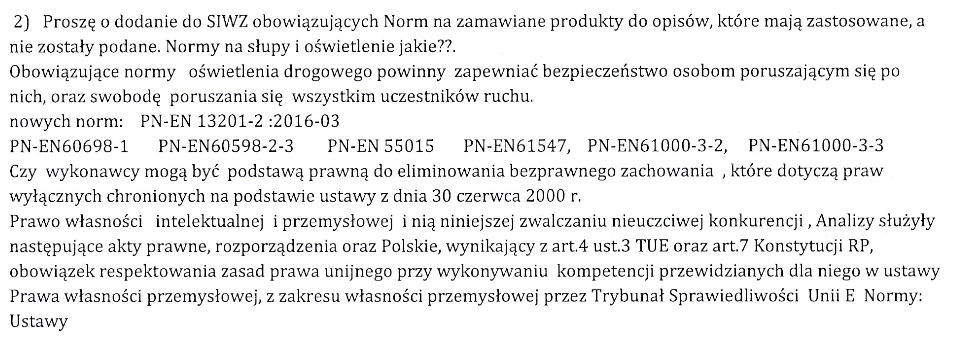 2) Proszę o dodanie do SIWZ obowiązujących Norm na zamawiane produkty do opisów, które mają zastosowane, a
nie zostały podane. Normy na słupy i oświetlenie jakie??.
Obowiązujące normy oświetlenia drogowego powinny zapewniać bezpieczeństwo osobom poruszającym się po
nich, oraz swobodę poruszania się wszystkim uczestników ruchu.
nowych norm: PN-EN 13201-2 :2016-03
PN-EN60698-1 PN-EN60598-2-3 PN-EN 55015 PN-EN61547, PN-EN61000-3-2, PN-EN61000-3-3
Czy wykonawcy mogą być podstawą prawną do eliminowania bezprawnego zachowania , które dotyczą praw
wyłącznych chronionych na podstawie ustawy z dnia 30 czerwca 2000 r.
Prawo własności intelektualnej i przemysłowej i nią niniejszej zwalczaniu nieuczciwej konkurencji , Analizy służyły
następujące akty prawne, rozporządzenia oraz Polskie, wynikający z art.4 ust.3 TUE oraz art.7 Konstytucji RP,
obowiązek respektowania zasad prawa unijnego przy wykonywaniu kompetencji przewidzianych dla niego w ustawy
Prawa własności przemysłowej, z zakresu własności przemysłowej przez Trybunał Sprawiedliwości Unii E Normy:
Ustawy